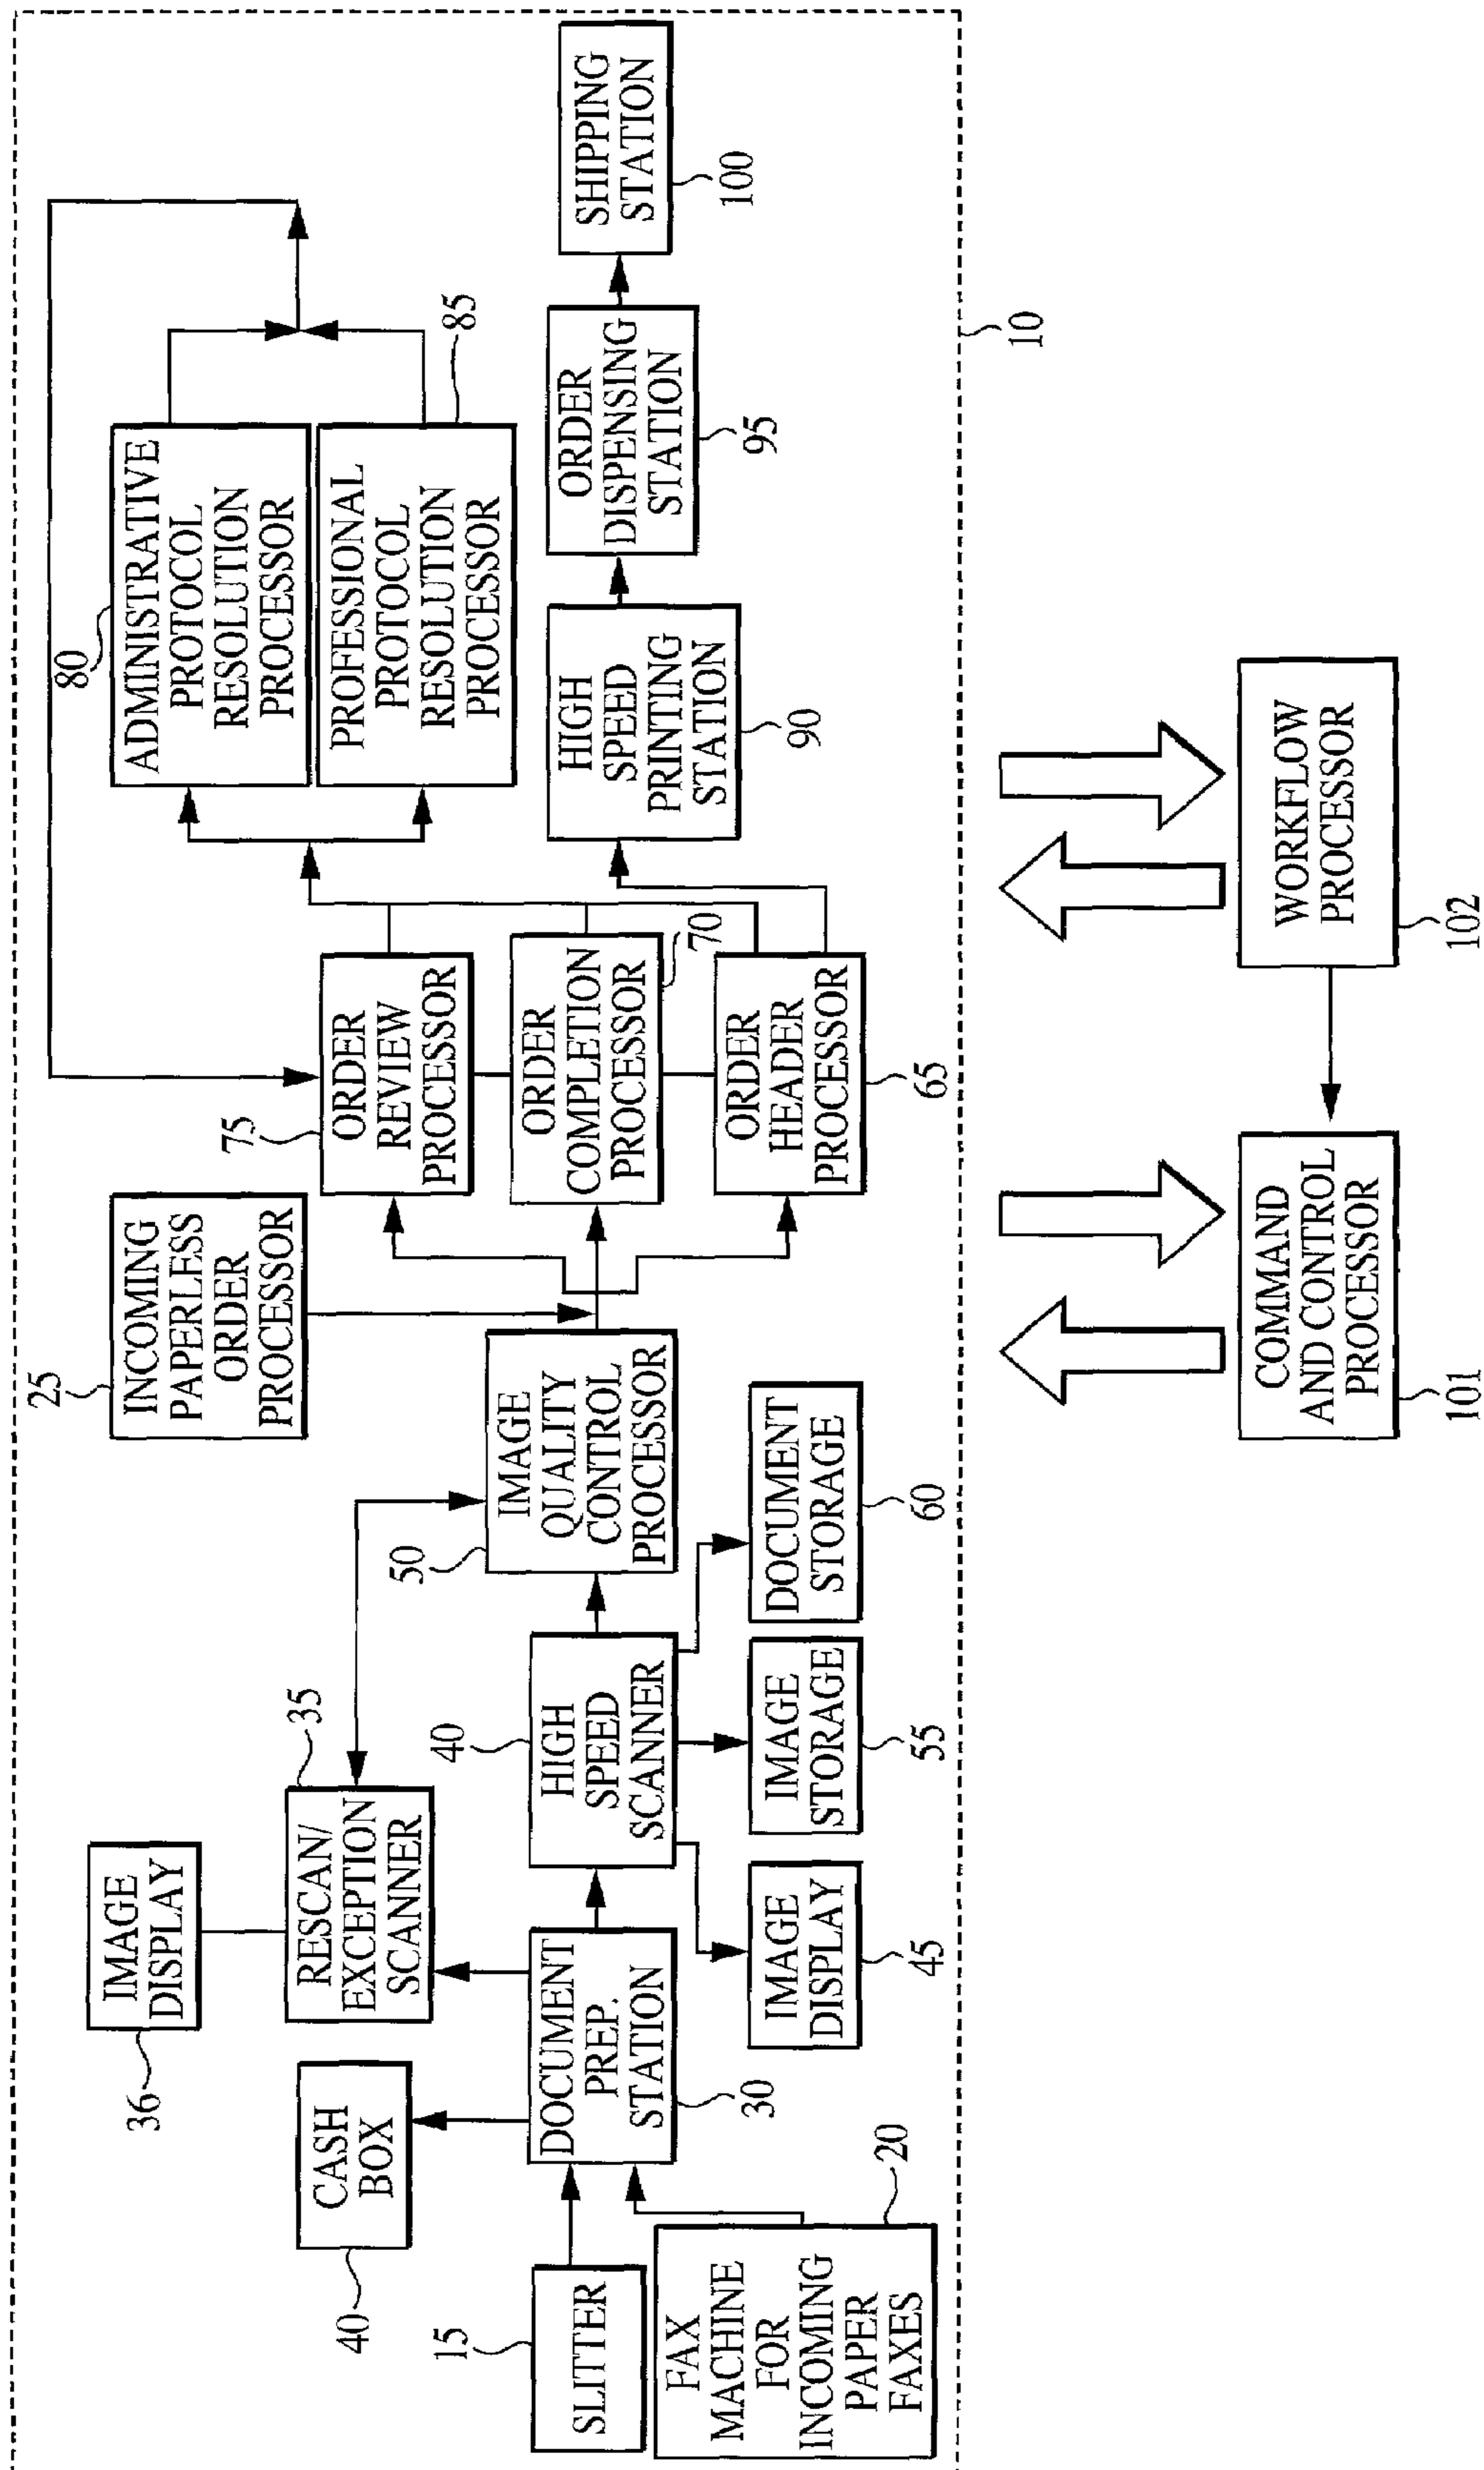 36
IMAGE
DISPLAY
25
INCOMING
PAPERLESS
ORDER
PROCESSOR
80
ADMINISTRATIVE
PROTOCOL
RESOLUTION
PROCESSOR
40
CASH
BOX
35
RESCAN/
EXCEPTION
SCANNER
75
ORDER
REVIEW
PROCESSOR
PROFESSIONAL
PROTOCOL
RESOLUTION
PROCESSOR
85
15
SLITTER
DOCUMENT
PREP.
STATION
30
40
HIGH
SPEED
SCANNER
50
IMAGE
QUALITY
CONTROL
PROCESSOR
ORDER
COMPLETION
PROCESSOR
70
HIGH
SPEED
PRINTING
STATION
90
ORDER
DISPENSING
STATION
95
SHIPPING
STATION
100
FAX
MACHINE
FOR
INCOMING
PAPER
FAXES
20
IMAGE
DISPLAY
45
IMAGE
STORAGE
55
DOCUMENT
STORAGE
60
ORDER
HEADER
PROCESSOR
65
10
COMMAND
AND CONTROL
PROCESSOR
101
WORKFLOW
PROCESSOR
102